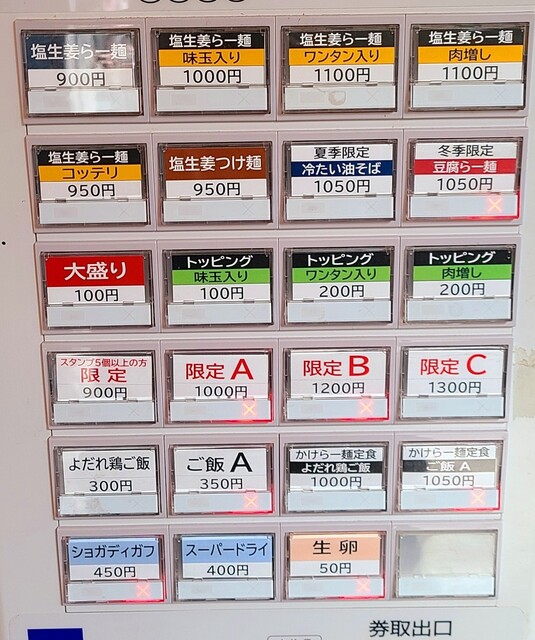 塩生姜らー麺
900円
塩生姜らー麺
味玉入り
1000円
塩生姜らー麺
ワンタン入り
1100円
塩生姜らー麺
肉増し
1100円
塩生姜らー麺
コッテリ
950円
塩生姜つけ麺
950円
夏季限定
冷たい油そば
1050円
冬季限定
豆腐らー麺
1050円
大盛り
100円
トッピング
味玉入り
100円
トッピング
ワンタン入り
200円
トッピング
肉増し
200円
スタンプ5個以上の方
限定
900円
限定A
1000円
限定B
1200円
限定C
1300円
よだれ鶏ご飯
300円
ご飯A
350円
かけらー麺定食
よだれ鶏ご飯
1000円
かけらー麺定食
ご飯A
1050円
ショガディガフ
450円
スーパードライ
400円
生卵
50円
券取出口